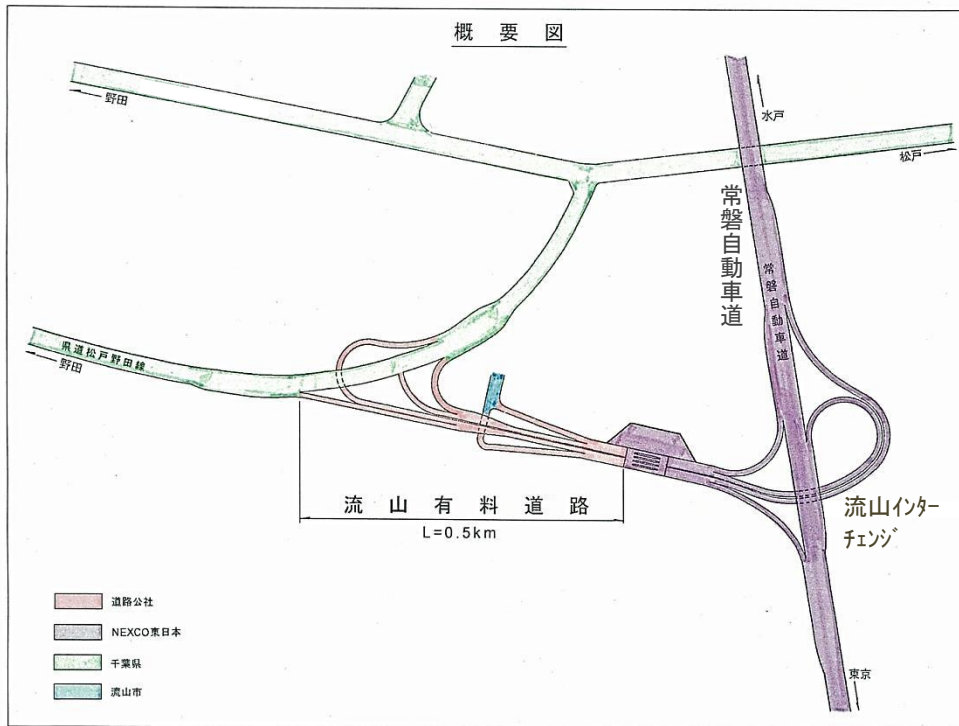 概要図
野田
水戸
松戸
常磐自動車道
常磐自動車道
県道松戸野田線
野田
流山有料道路
L=0.5km
流山インターチェンジ
道路公社
NEXCO東日本
千葉県
流山市
東京